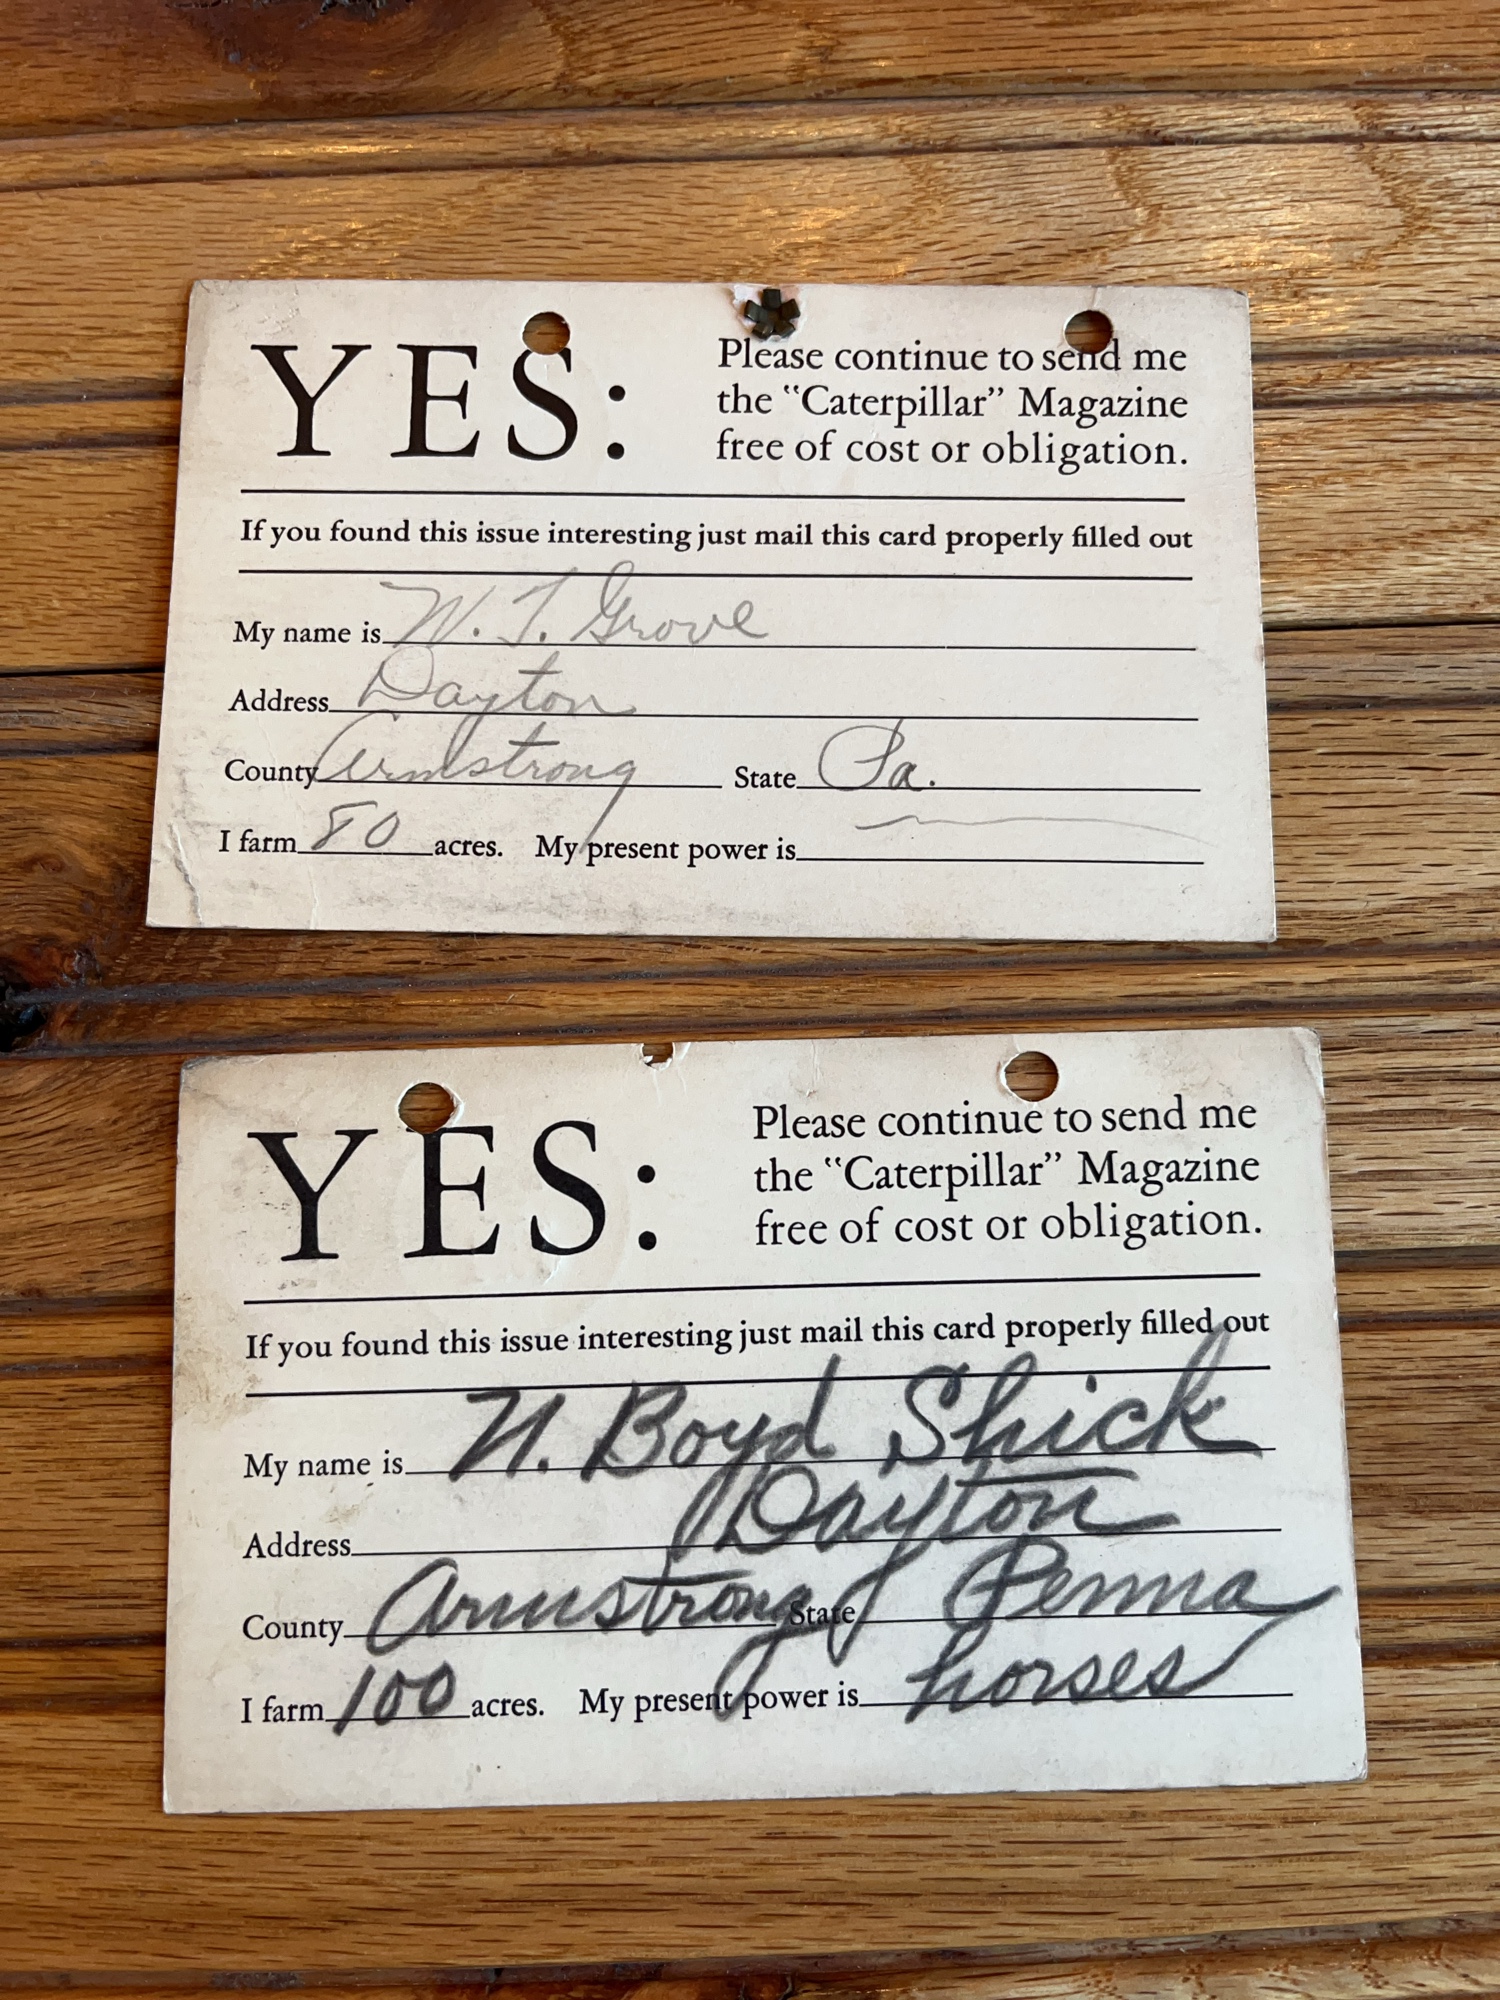 YES:
Please continue to send me
the "Caterpillar" Magazine
free of cost or obligation.
If you found this issue interesting just mail this card properly filled out
My name is W. T. Grove
Address Dayton
County Armstrong State Pa.
I farm 80 acres. My present power is
YES:
Please continue to send me
the "Caterpillar" Magazine
free of cost or obligation.
If you found this issue interesting just mail this card properly filled out
My name is N. Boyd Shick
Address Dayton
County Armstrong State Penna
I farm 100 acres. My present power is horses